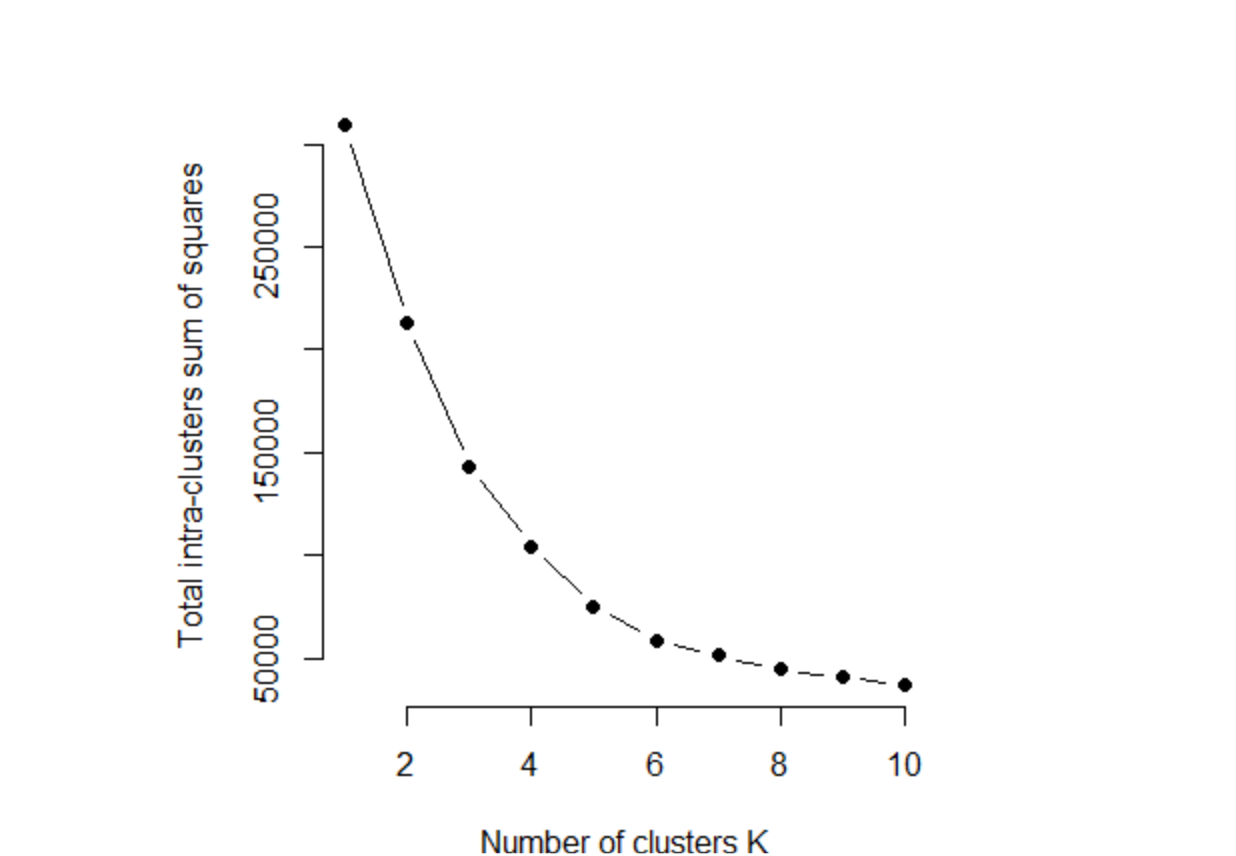 Total intra-clusters sum of squares
250000
150000
50000
2 4 6 8 10
Number of clusters K